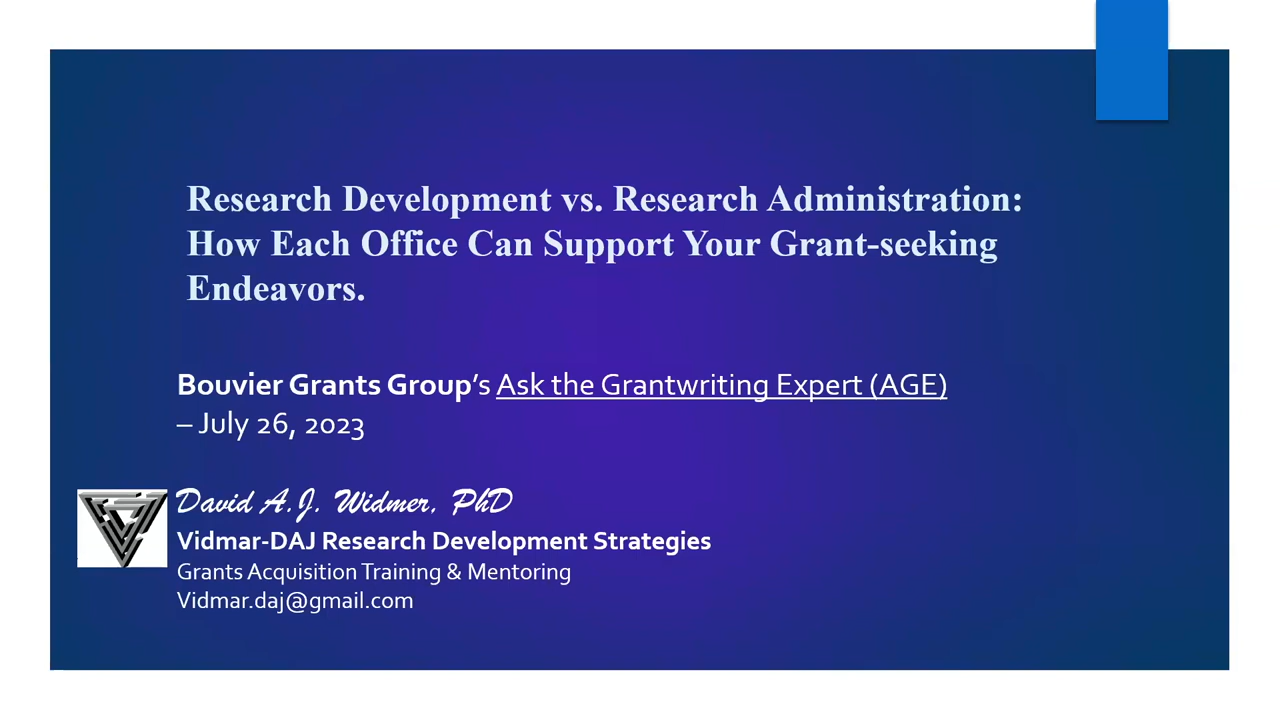 Research Development vs. Research Administration:
How Each Office Can Support Your Grant-seeking
Endeavors.
Bouvier Grants Group's Ask the Grantwriting Expert (AGE)
– July 26, 2023
David A.J. Widmer, PhD
Vidmar-DAJ Research Development Strategies
Grants Acquisition Training & Mentoring
Vidmar.daj@gmail.com